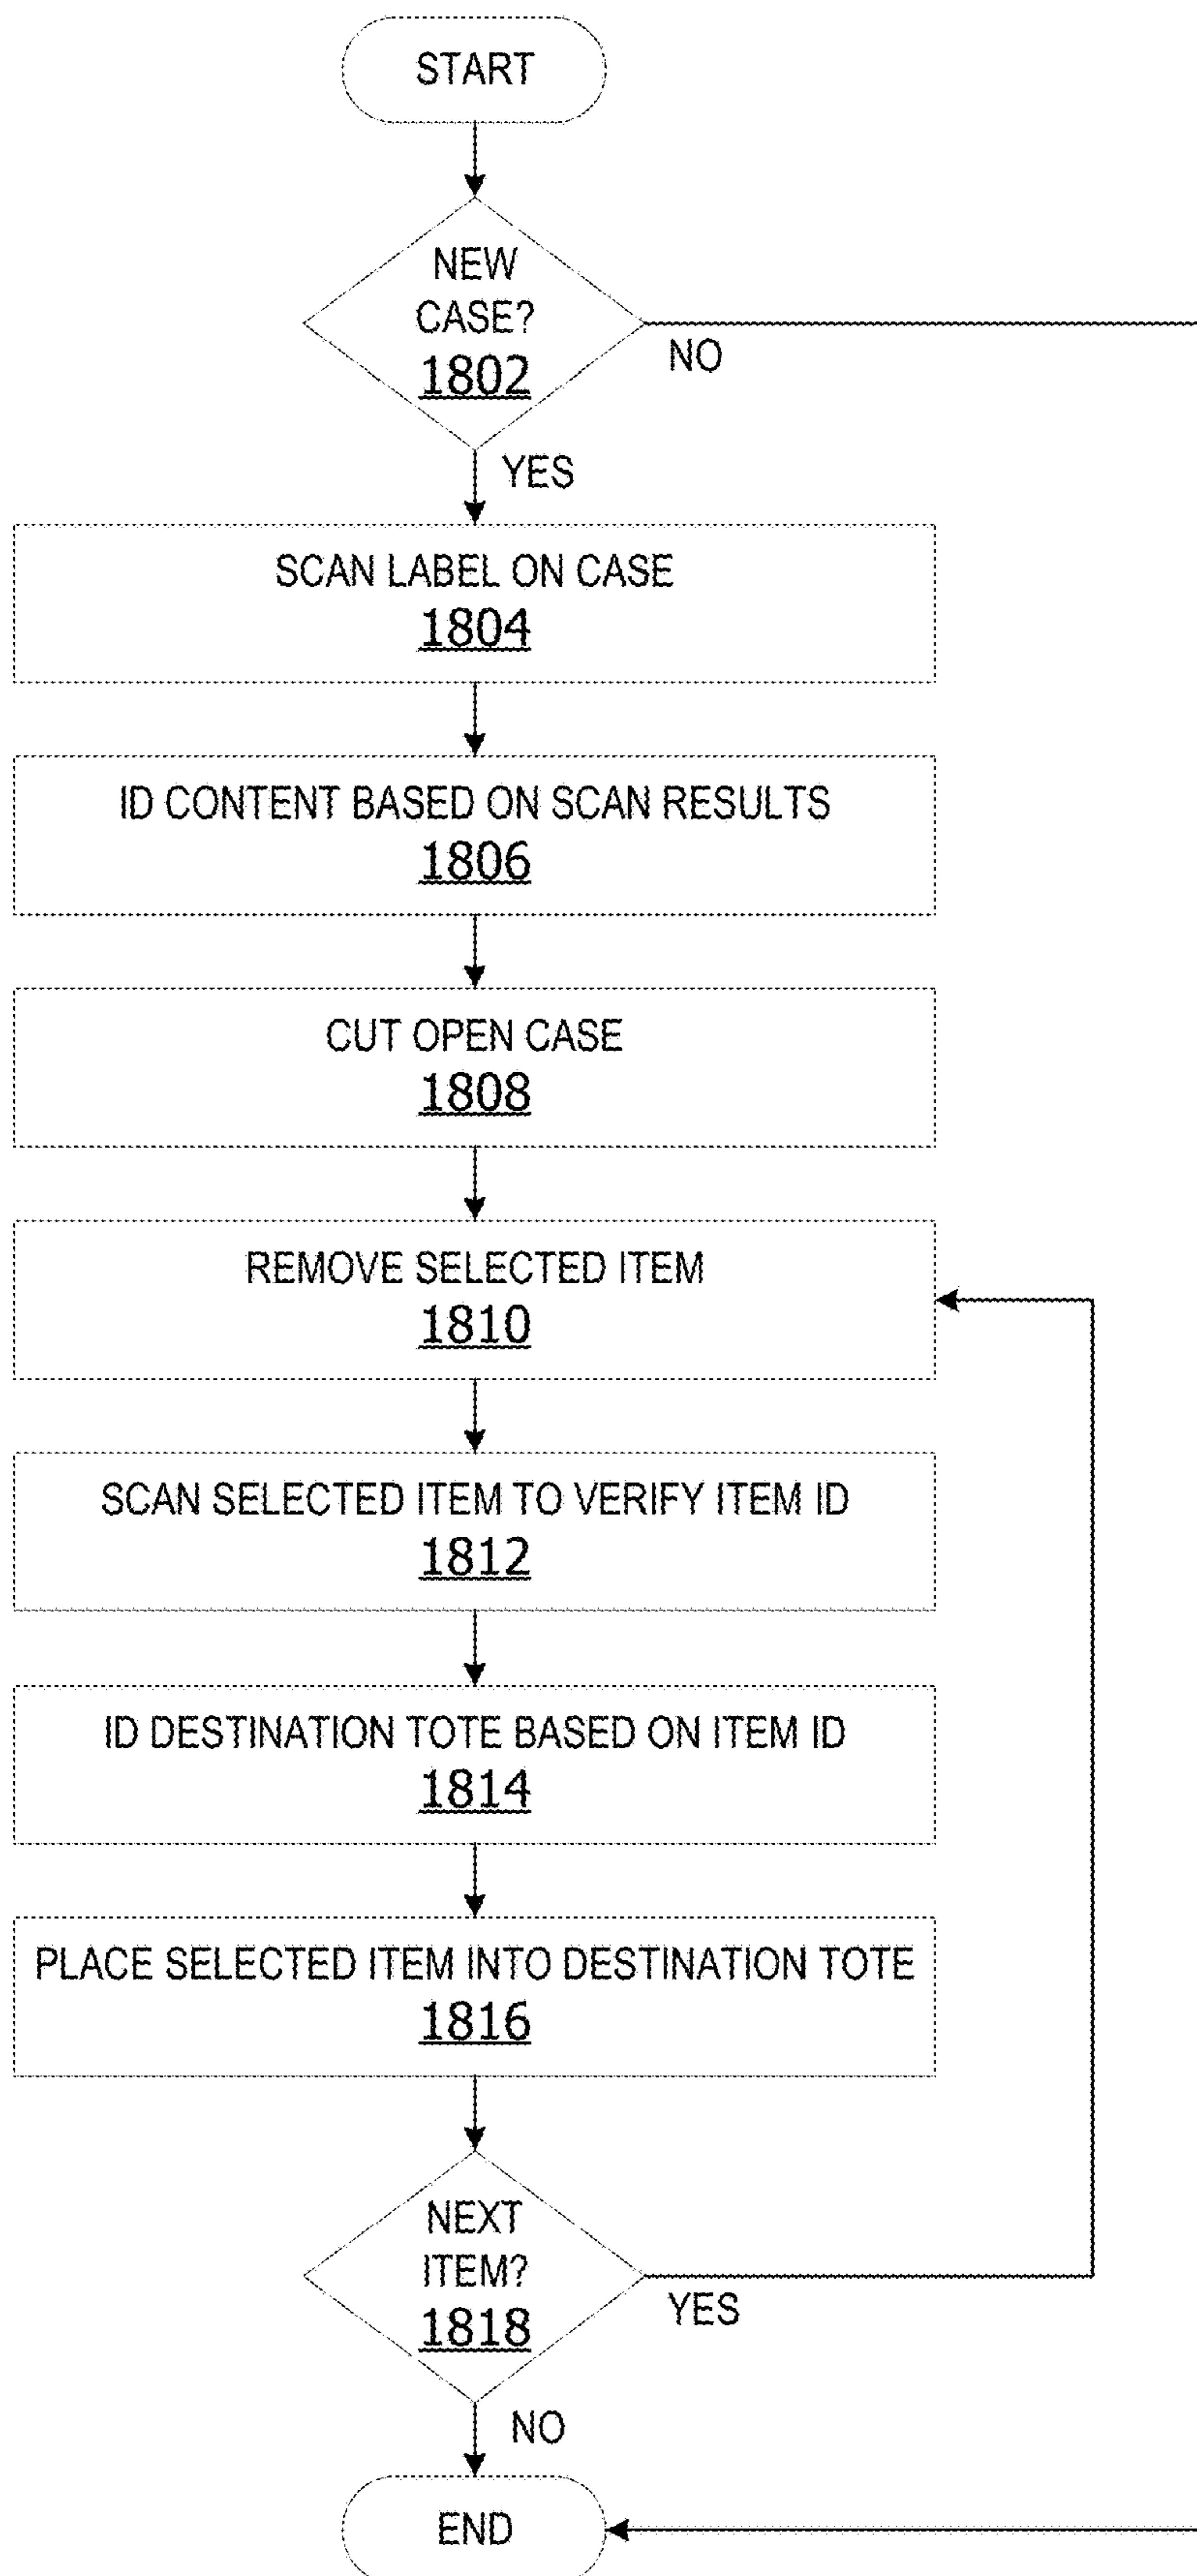 START
NEW
CASE?
1802
NO
YES
SCAN LABEL ON CASE
1804
ID CONTENT BASED ON SCAN RESULTS
1806
CUT OPEN CASE
1808
REMOVE SELECTED ITEM
1810
SCAN SELECTED ITEM TO VERIFY ITEM ID
1812
ID DESTINATION TOTE BASED ON ITEM ID
1814
PLACE SELECTED ITEM INTO DESTINATION TOTE
1816
NEXT
ITEM?
1818
YES
NO
END